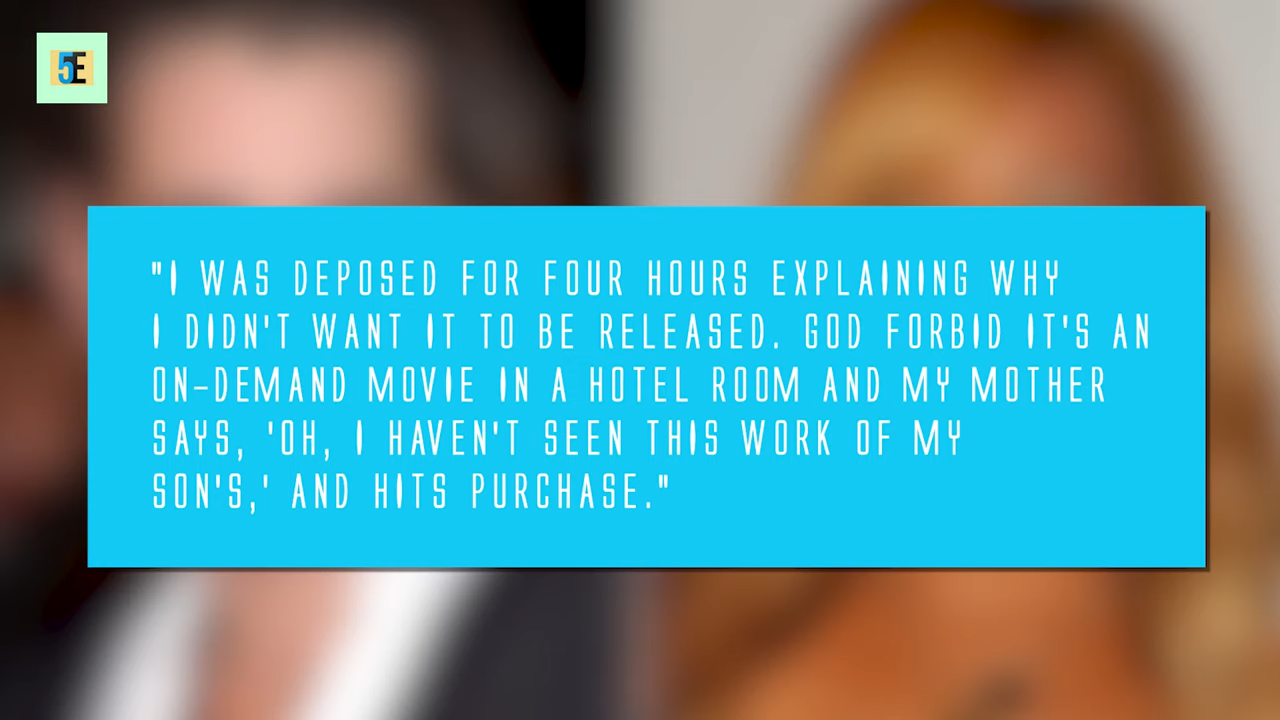 5E
"I WAS DEPOSED FOR FOUR HOURS EXPLAINING WHY
I DIDN'T WANT IT TO BE RELEASED. GOD FORBID IT'S AN
ON-DEMAND MOVIE IN A HOTEL ROOM AND MY MOTHER
SAYS, 'OH, I HAVEN'T SEEN THIS WORK OF MY
SON'S,' AND HITS PURCHASE."